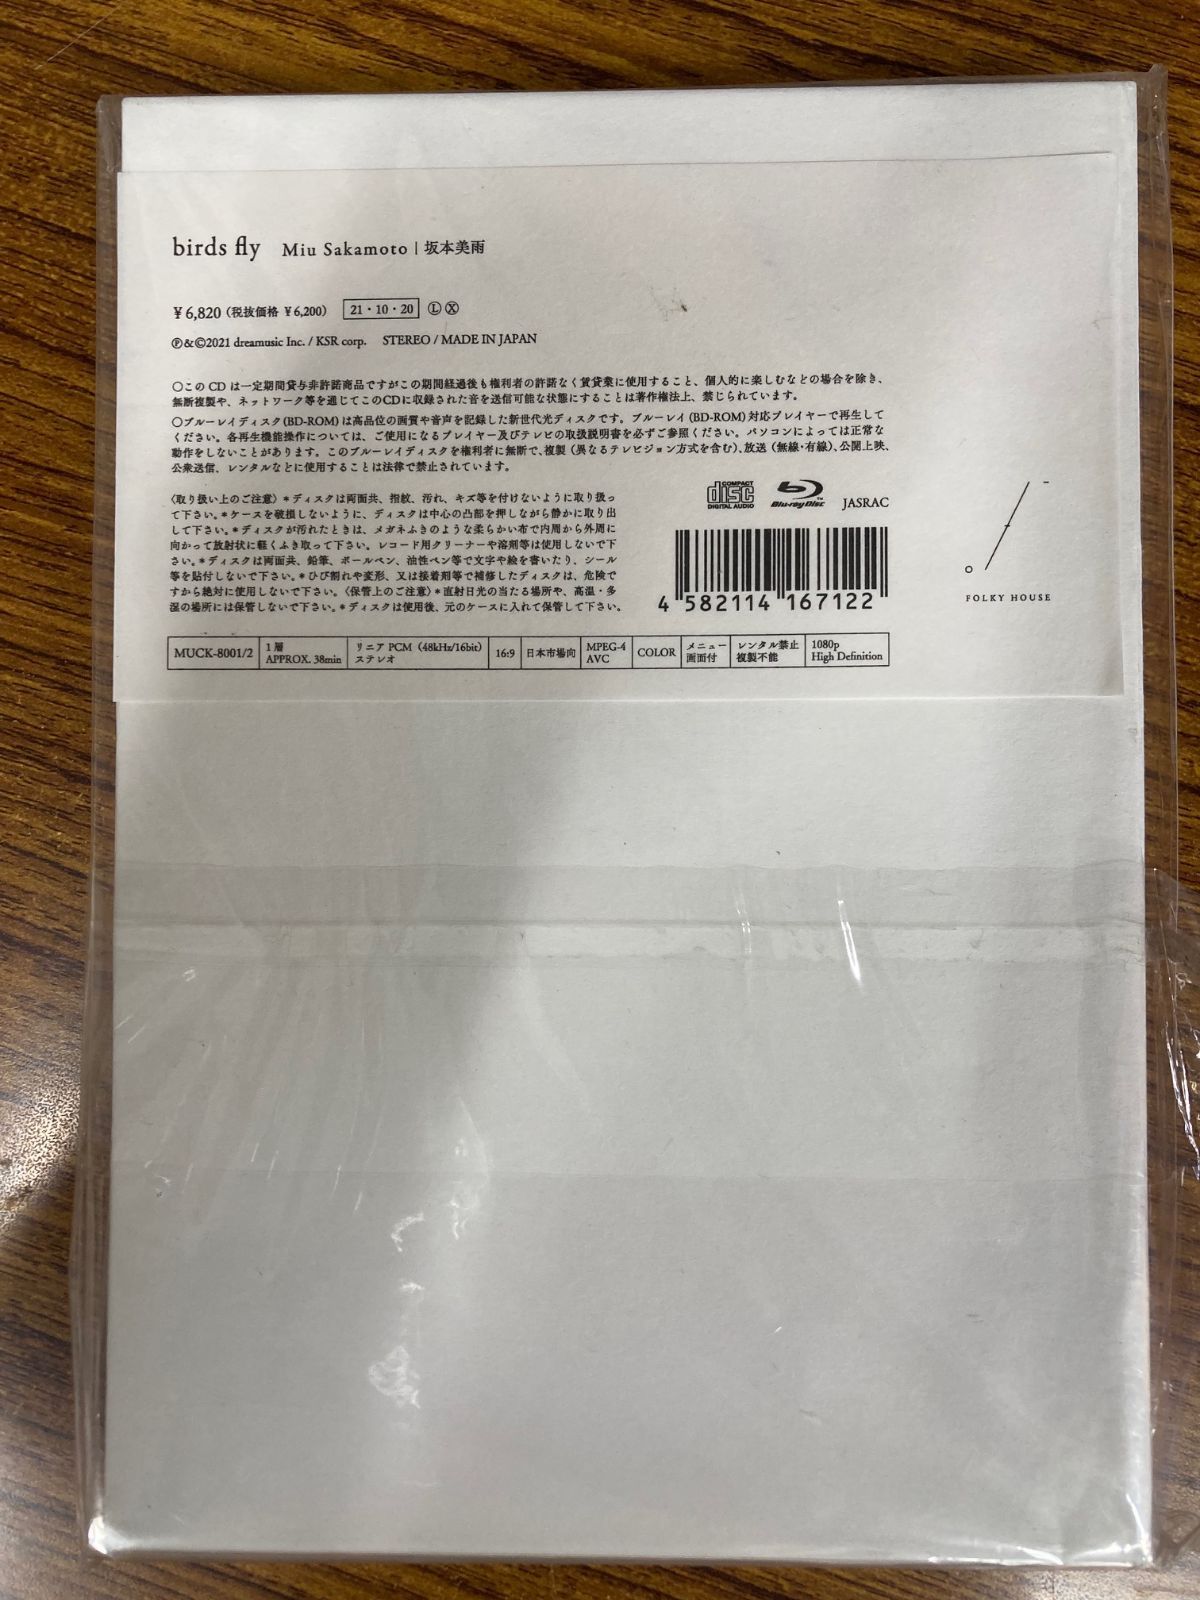 birds fly Miu Sakamoto | 坂本美雨
¥6,820 (税抜価格 ¥6,200) 21・10・20 Ⓛ Ⓧ
℗&©2021 dreamusic Inc. / KSR corp. STEREO / MADE IN JAPAN
○この CD は一定期間貸与非許諾商品ですがこの期間経過後も権利者の許諾なく賃貸業に使用すること、個人的に楽しむなどの場合を除き、
無断複製や、ネットワーク等を通じてこのCDに収録された音を送信可能な状態にすることは著作権法上、禁じられています。
○ブルーレイディスク(BD-ROM)は高品位の画質や音声を記録した新世代光ディスクです。ブルーレイ(BD-ROM)対応プレイヤーで再生して
ください。各再生機能操作については、ご使用になるプレイヤー及びテレビの取扱説明書を必ずご参照ください。パソコンによっては正常な
動作をしないことがあります。このブルーレイディスクを権利者に無断で、複製(異なるテレビジョン方式を含む)、放送(無線・有線)、公開上映、
公衆送信、レンタルなどに使用することは法律で禁止されています。
〈取り扱い上のご注意〉*ディスクは両面共、指紋、汚れ、キズ等を付けないように取り扱っ
て下さい。*ケースを破損しないように、ディスクは中心の凸部を押しながら静かに取り出
して下さい。*ディスクが汚れたときは、メガネふきのような柔らかい布で内周から外周に
向かって放射状に軽くふき取って下さい。レコード用クリーナーや溶剤等は使用しないで下
さい。*ディスクは両面共、鉛筆、ボールペン、油性ペン等で文字や絵を書いたり、シール
等を貼付しないで下さい。*ひび割れや変形、又は接着剤等で補修したディスクは、危険で
すから絶対に使用しないで下さい。〈保管上のご注意〉*直射日光の当たる場所や、高温・多
湿の場所には保管しないで下さい。*ディスクは使用後、元のケースに入れて保管して下さい。
COMPACT disc DIGITAL AUDIO
Blu-ray Disc™
JASRAC
4 582114 167122
FOLKY HOUSE
MUCK-8001/2 1層 APPROX. 38min リニア PCM (48kHz/16bit) ステレオ 16:9 日本市場向 MPEG-4 AVC COLOR メニュー画面付 レンタル禁止 複製不能 1080p High Definition